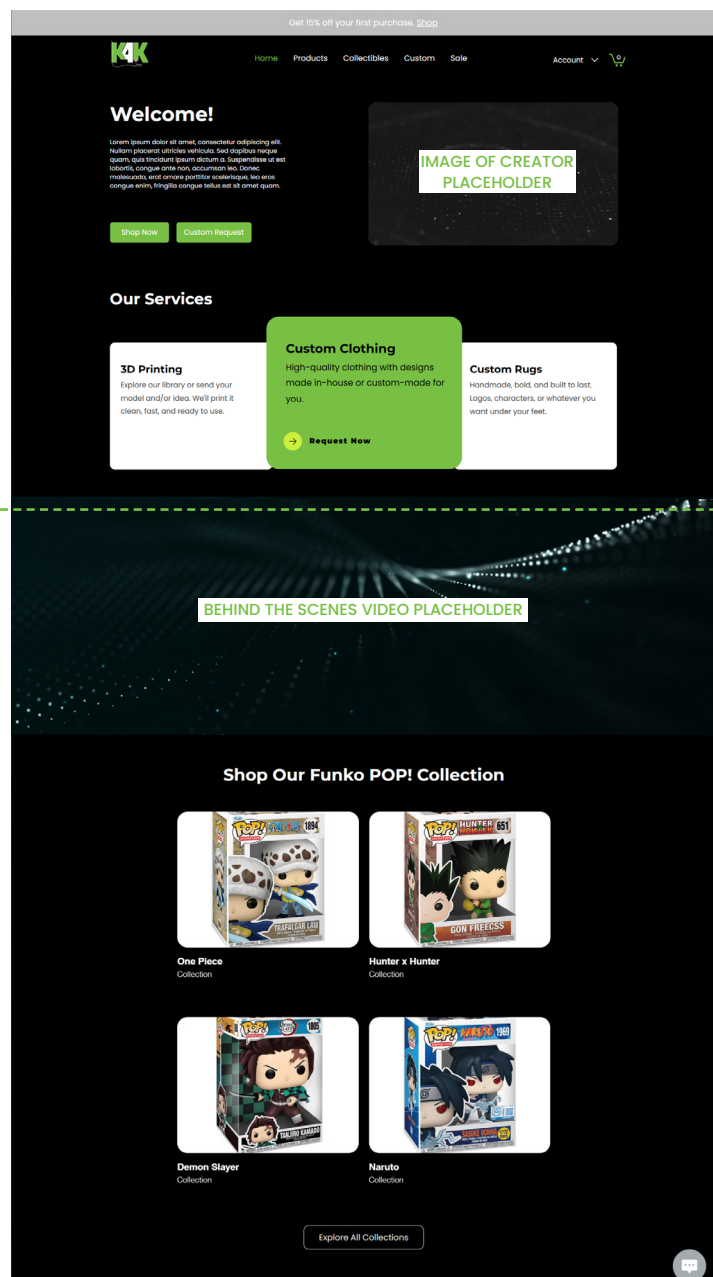 Get 15% off your first purchase. Shop
K4K
Home Products Collectibles Custom Sale
Account
0
Welcome!
Lorem ipsum dolor sit amet, consectetur adipiscing elit.
Nullam placerat ultricies vehicula. Sed dapibus neque
quam, quis tincidunt ipsum dictum a. Suspendisse ut est
lobortis, congue ante non, accumsan leo. Donec
malesuada, erat ornare porttitor scelerisque, leo eros
congue enim, fringilla congue tellus est sit amet quam.
IMAGE OF CREATOR
PLACEHOLDER
Shop Now Custom Request
Our Services
3D Printing
Explore our library or send your
model and/or idea. We'll print it
clean, fast, and ready to use.
Custom Clothing
High-quality clothing with designs
made in-house or custom-made for
you.
Request Now
Custom Rugs
Handmade, bold, and built to last.
Logos, characters, or whatever you
want under your feet.
BEHIND THE SCENES VIDEO PLACEHOLDER
Shop Our Funko POP! Collection
POP! 1894
TRAFALGAR LAW
One Piece
Collection
POP! HUNTER HUNTER 651
GON FREECSS
Hunter x Hunter
Collection
POP! 1805
TANJIRO KAMADO
Demon Slayer
Collection
POP! NARUTO 1969
SASUKE UCHIHA
Naruto
Collection
Explore All Collections